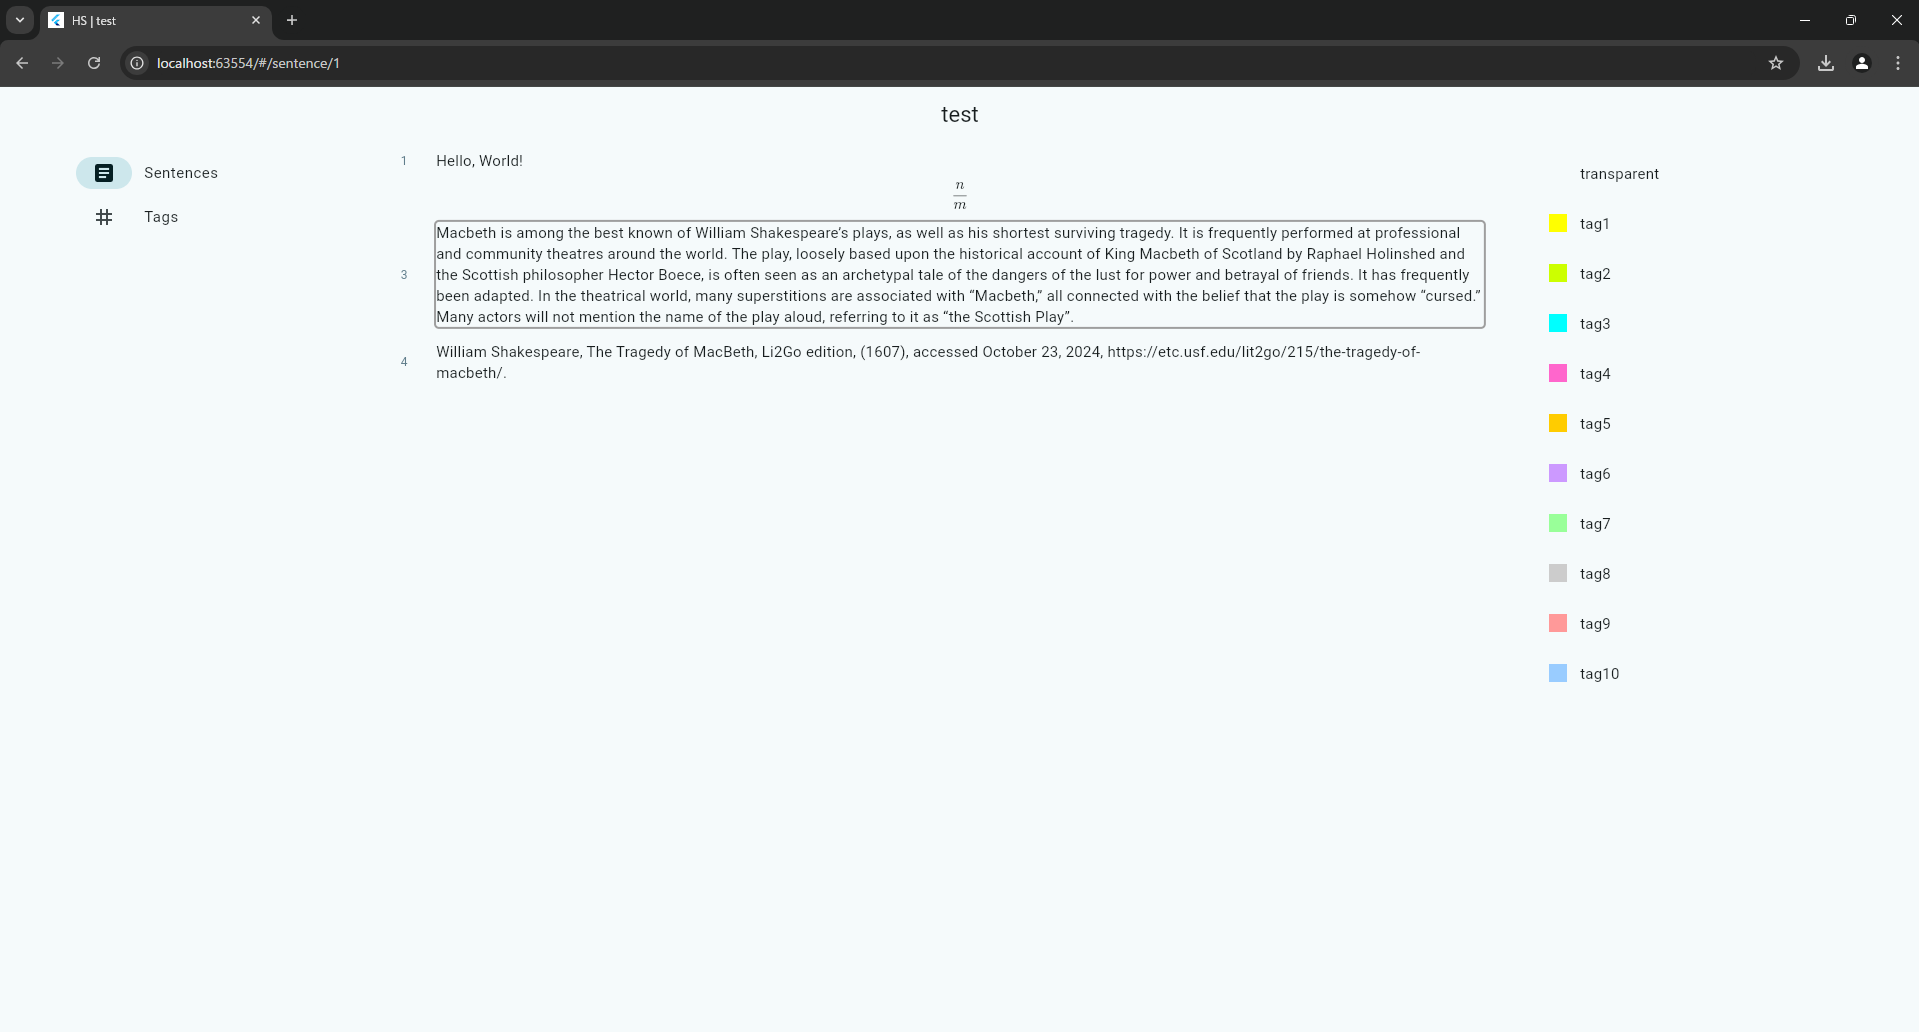 HS | test
localhost:63554/#/sentence/1
test
Sentences
Tags
1 Hello, World!
n
m
3 Macbeth is among the best known of William Shakespeare’s plays, as well as his shortest surviving tragedy. It is frequently performed at professional
and community theatres around the world. The play, loosely based upon the historical account of King Macbeth of Scotland by Raphael Holinshed and
the Scottish philosopher Hector Boece, is often seen as an archetypal tale of the dangers of the lust for power and betrayal of friends. It has frequently
been adapted. In the theatrical world, many superstitions are associated with “Macbeth,” all connected with the belief that the play is somehow “cursed.”
Many actors will not mention the name of the play aloud, referring to it as “the Scottish Play”.
4 William Shakespeare, The Tragedy of MacBeth, Li2Go edition, (1607), accessed October 23, 2024, https://etc.usf.edu/lit2go/215/the-tragedy-of-
macbeth/.
transparent
tag1
tag2
tag3
tag4
tag5
tag6
tag7
tag8
tag9
tag10